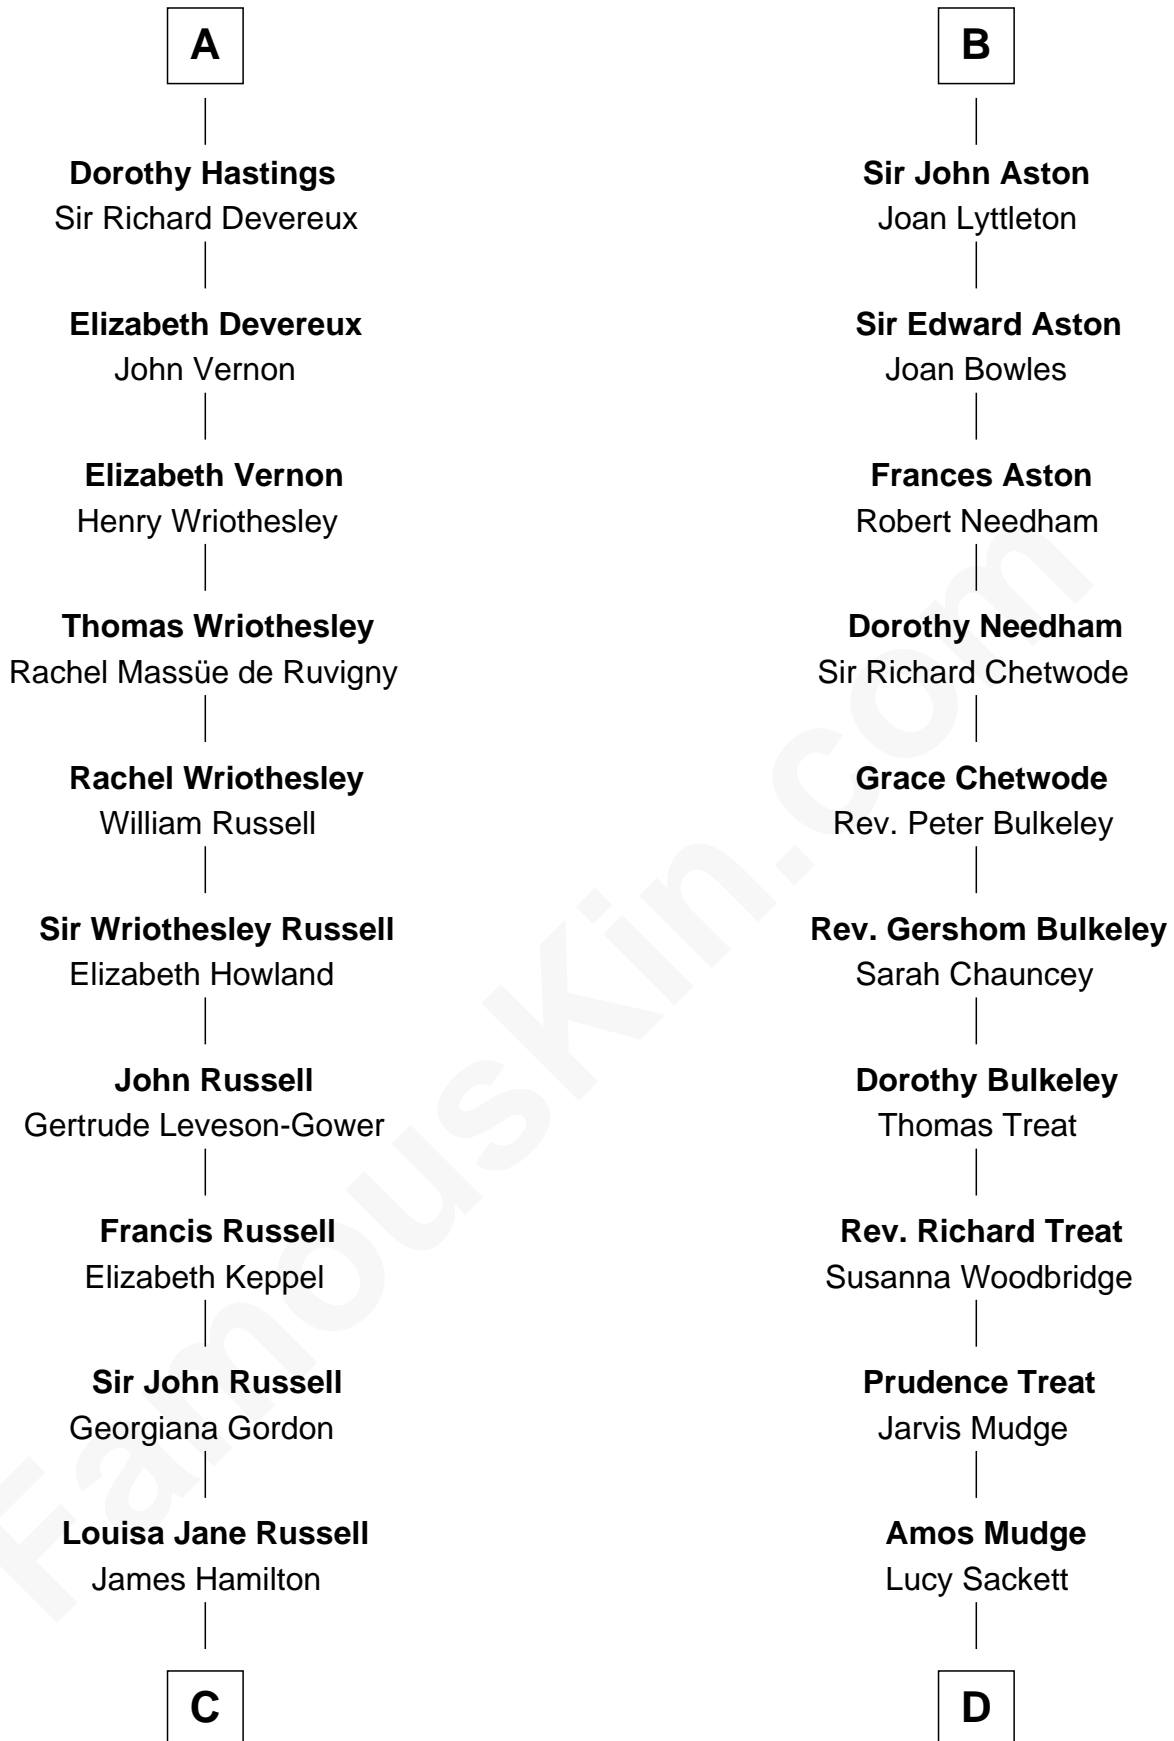 A
Dorothy Hastings
Sir Richard Devereux
Elizabeth Devereux
John Vernon
Elizabeth Vernon
Henry Wriothesley
Thomas Wriothesley
Rachel Massüe de Ruvigny
Rachel Wriothesley
William Russell
Sir Wriothesley Russell
Elizabeth Howland
John Russell
Gertrude Leveson-Gower
Francis Russell
Elizabeth Keppel
Sir John Russell
Georgiana Gordon
Louisa Jane Russell
James Hamilton
C
B
Sir John Aston
Joan Lyttleton
Sir Edward Aston
Joan Bowles
Frances Aston
Robert Needham
Dorothy Needham
Sir Richard Chetwode
Grace Chetwode
Rev. Peter Bulkeley
Rev. Gershom Bulkeley
Sarah Chauncey
Dorothy Bulkeley
Thomas Treat
Rev. Richard Treat
Susanna Woodbridge
Prudence Treat
Jarvis Mudge
Amos Mudge
Lucy Sackett
D
FamousKin.com